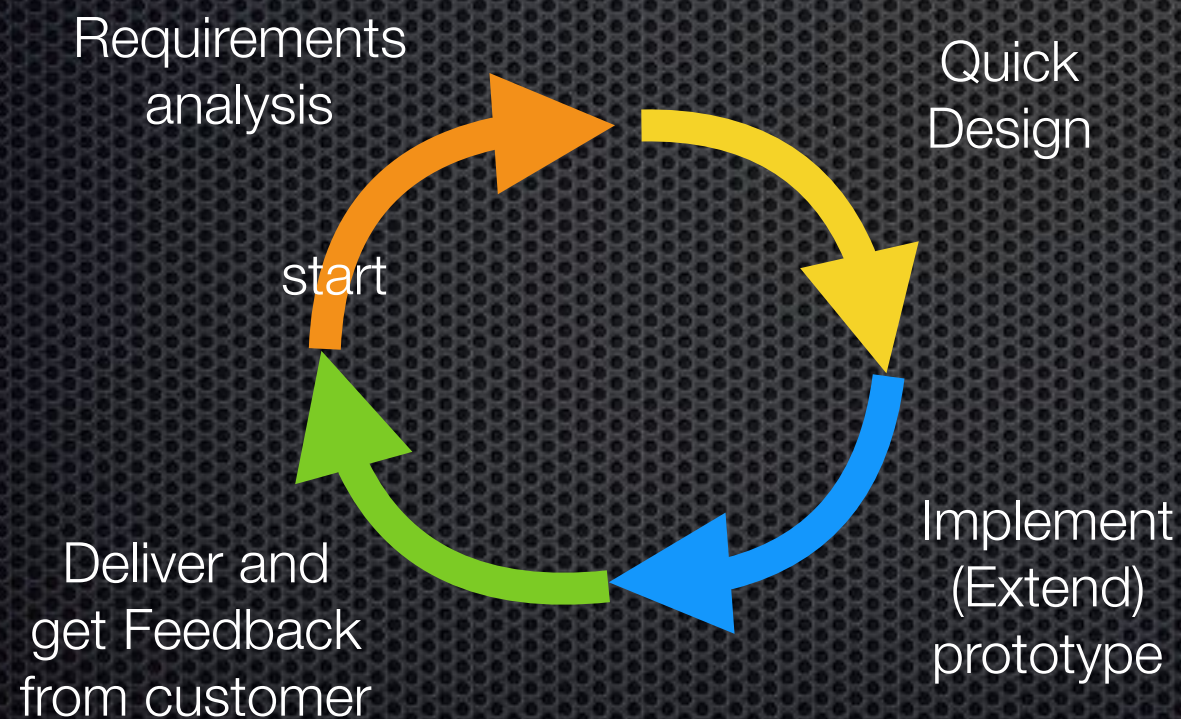 Requirements
analysis
Quick
Design
start
Implement
(Extend)
prototype
Deliver and
get Feedback
from customer